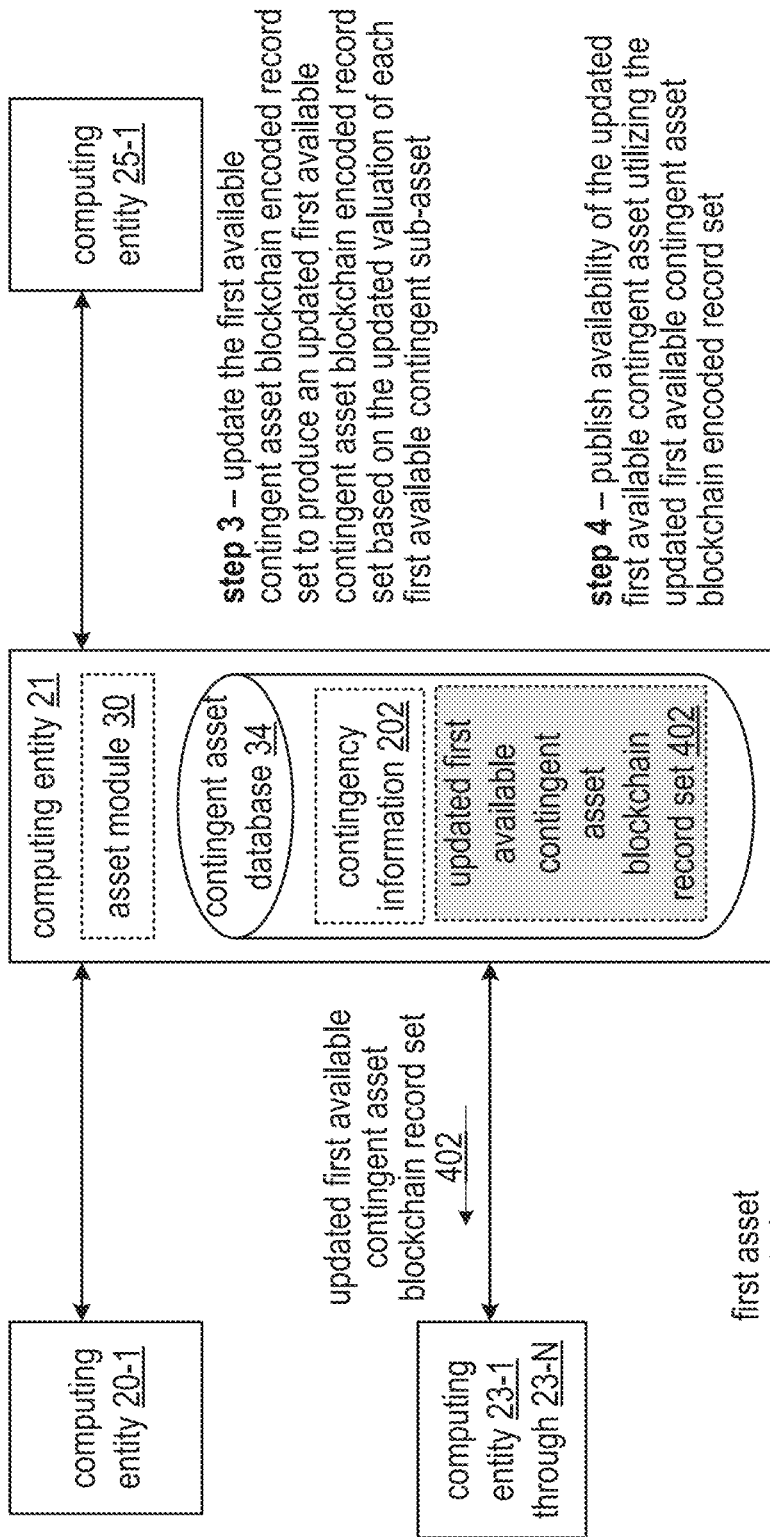 computing
entity 20-1
computing entity 21
asset module 30
contingent asset
database 34
contingency
information 202
updated first
available
contingent
asset
blockchain
record set 402
computing
entity 25-1
updated first available
contingent asset
blockchain record set
402
computing
entity 23-1
through 23-N
step 3 – update the first available
contingent asset blockchain encoded record
set to produce an updated first available
contingent asset blockchain encoded record
set based on the updated valuation of each
first available contingent sub-asset
step 4 – publish availability of the updated
first available contingent asset utilizing the
updated first available contingent asset
blockchain encoded record set
first asset